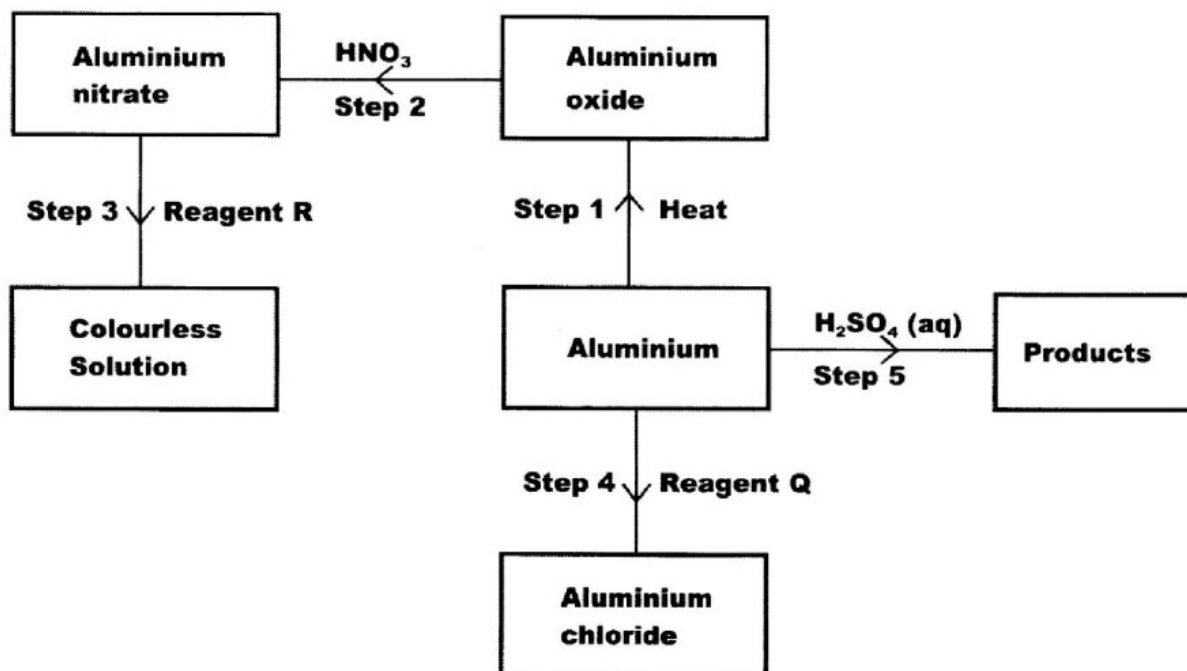 Aluminium
nitrate
HNO₃
Step 2
Aluminium
oxide
Step 3 Reagent R
Step 1 Heat
Colourless
Solution
Aluminium
H₂SO₄ (aq)
Step 5
Products
Step 4 Reagent Q
Aluminium
chloride